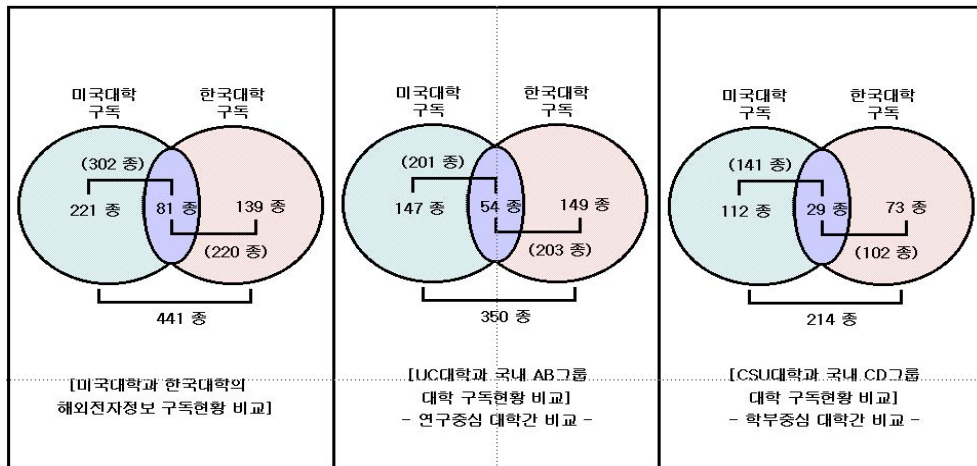 미국대학
구독
한국대학
구독
(302 종)
221 종
81 종
139 종
(220 종)
441 종
[미국대학과 한국대학의
해외전자정보 구독현황 비교]
미국대학
구독
한국대학
구독
(201 종)
147 종
54 종
149 종
(203 종)
350 종
[UC대학과 국내 AB그룹
대학 구독현황 비교]
- 연구중심 대학간 비교 -
미국대학
구독
한국대학
구독
(141 종)
112 종
29 종
73 종
(102 종)
214 종
[CSU대학과 국내 CD그룹
대학 구독현황 비교]
- 학부중심 대학간 비교 -